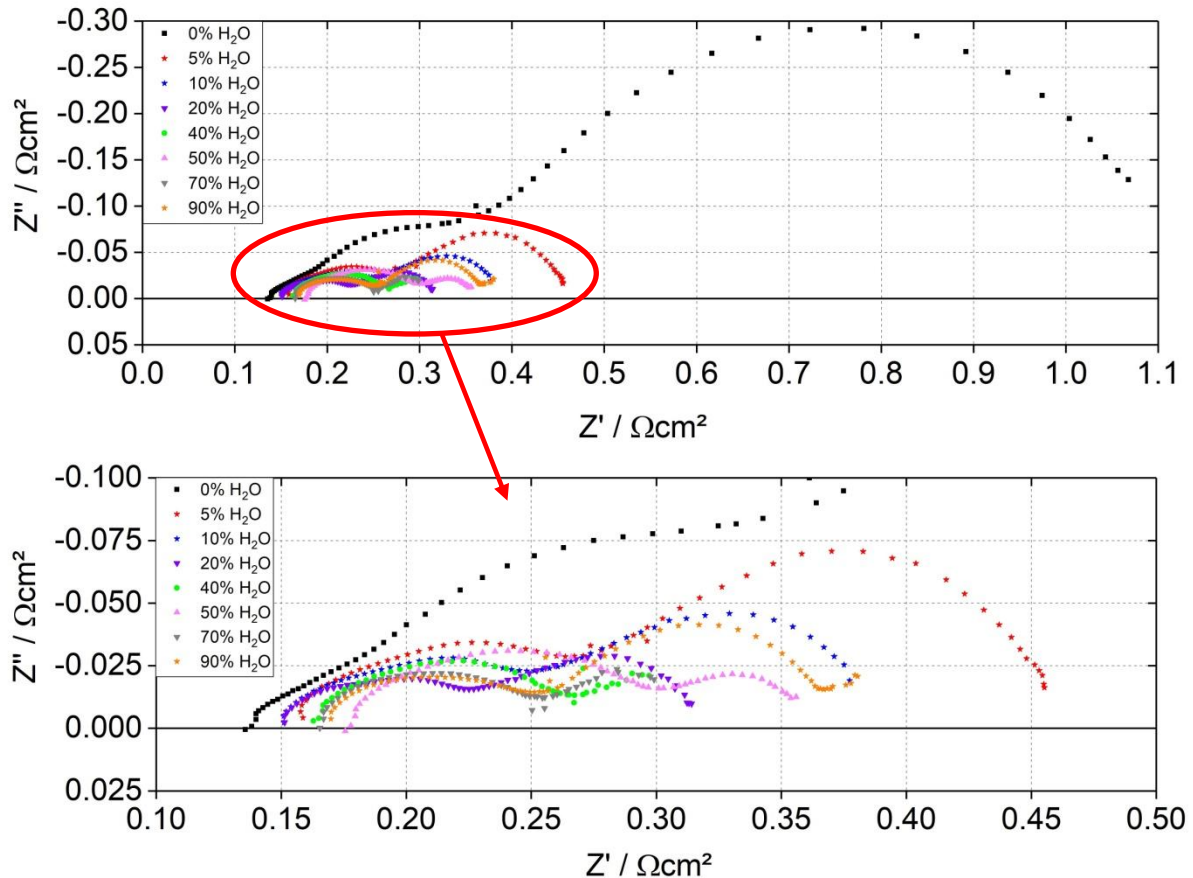 -0.30
-0.25
-0.20
-0.15
-0.10
-0.05
0.00
0.05
Z'' / Ωcm²
0% H₂O
5% H₂O
10% H₂O
20% H₂O
40% H₂O
50% H₂O
70% H₂O
90% H₂O
0.0 0.1 0.2 0.3 0.4 0.5 0.6 0.7 0.8 0.9 1.0 1.1
Z' / Ωcm²
-0.100
-0.075
-0.050
-0.025
0.000
0.025
Z'' / Ωcm²
0% H₂O
5% H₂O
10% H₂O
20% H₂O
40% H₂O
50% H₂O
70% H₂O
90% H₂O
0.10 0.15 0.20 0.25 0.30 0.35 0.40 0.45 0.50
Z' / Ωcm²